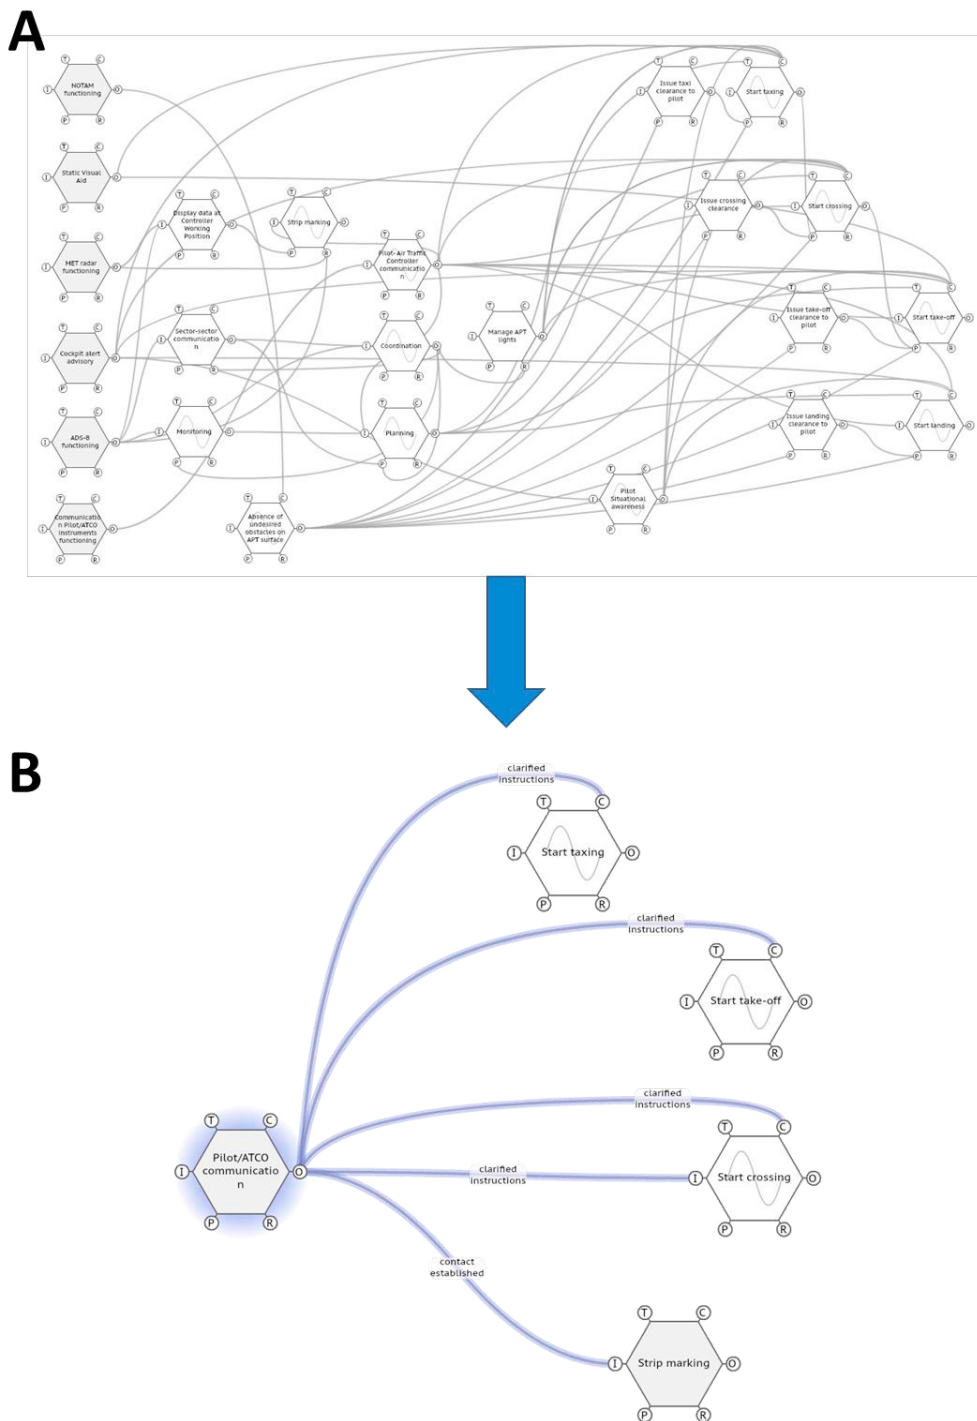 A
T C
NOTAM
functioning
I O
P R
T C
Static Visual
Aid
I O
P R
T C
MET radar
functioning
I O
P R
T C
Cockpit alert
advisory
I O
P R
T C
ADS-B
functioning
I O
P R
T C
Communicatio
n Pilot/ATCO
instruments
functioning
I O
P R
T C
Display data at
Controller
Working
Position
I O
P R
T C
Sector-sector
communicatio
n
I O
P R
T C
Monitoring
I O
P R
T C
Absence of
undesired
obstacles on
APT surface
I O
P R
T C
Strip marking
I O
P R
T C
Pilot-Air Traffic
Controller
communicatio
n
I O
P R
T C
Coordination
I O
P R
T C
Planning
I O
P R
T C
Manage APT
lights
I O
P R
T C
Pilot
Situational
awareness
I O
P R
T C
Issue taxi
clearance to
pilot
I O
P R
T C
Start taxing
I O
P R
T C
Issue crossing
clearance
I O
P R
T C
Start crossing
I O
P R
T C
Issue take-off
clearance to
pilot
I O
P R
T C
Start take-off
I O
P R
T C
Issue landing
clearance to
pilot
I O
P R
T C
Start landing
I O
P R
B
clarified
instructions
T C
I Start taxing O
P R
clarified
instructions
T C
I Start take-off O
P R
clarified
instructions
T C
Pilot/ATCO
communicatio
n
I O
P R
clarified
instructions
T C
I Start crossing O
P R
contact
established
T C
I Strip marking O
P R